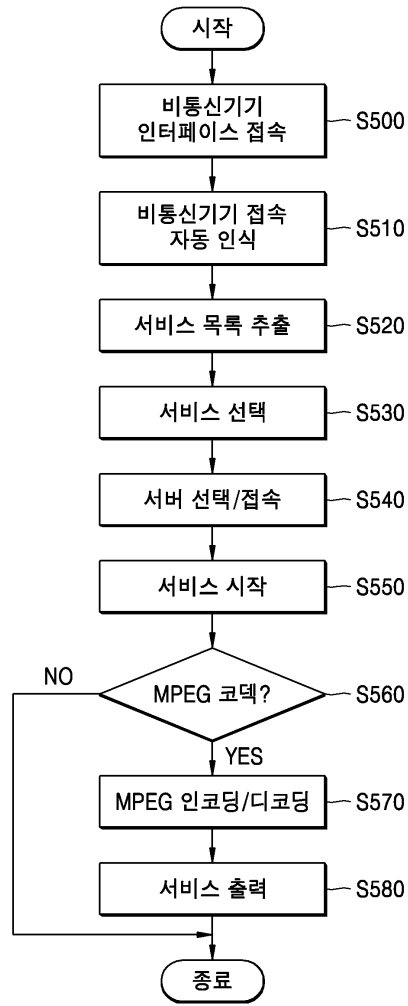 시작
비통신기기
인터페이스 접속
S500
비통신기기 접속
자동 인식
S510
서비스 목록 추출
S520
서비스 선택
S530
서버 선택/접속
S540
서비스 시작
S550
NO
MPEG 코덱?
S560
YES
MPEG 인코딩/디코딩
S570
서비스 출력
S580
종료